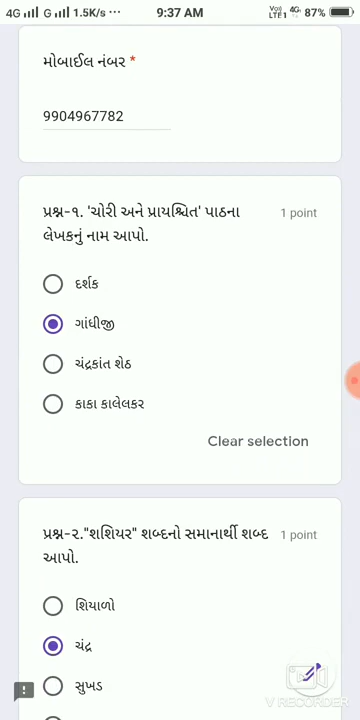 4G G 1.5K/s ··· 9:37 AM Vo) LTE1 4G 87%
મોબાઈલ નંબર *
9904967782
પ્રશ્ન-૧. 'ચોરી અને પ્રાયશ્ચિત' પાઠના 1 point
લેખકનું નામ આપો.
દર્શક
ગાંધીજી
ચંદ્રકાંત શેઠ
કાકા કાલેલકર
Clear selection
પ્રશ્ન-૨."શશિયર" શબ્દનો સમાનાર્થી શબ્દ 1 point
આપો.
શિયાળો
ચંદ્ર
સુખડ
V RECORDER